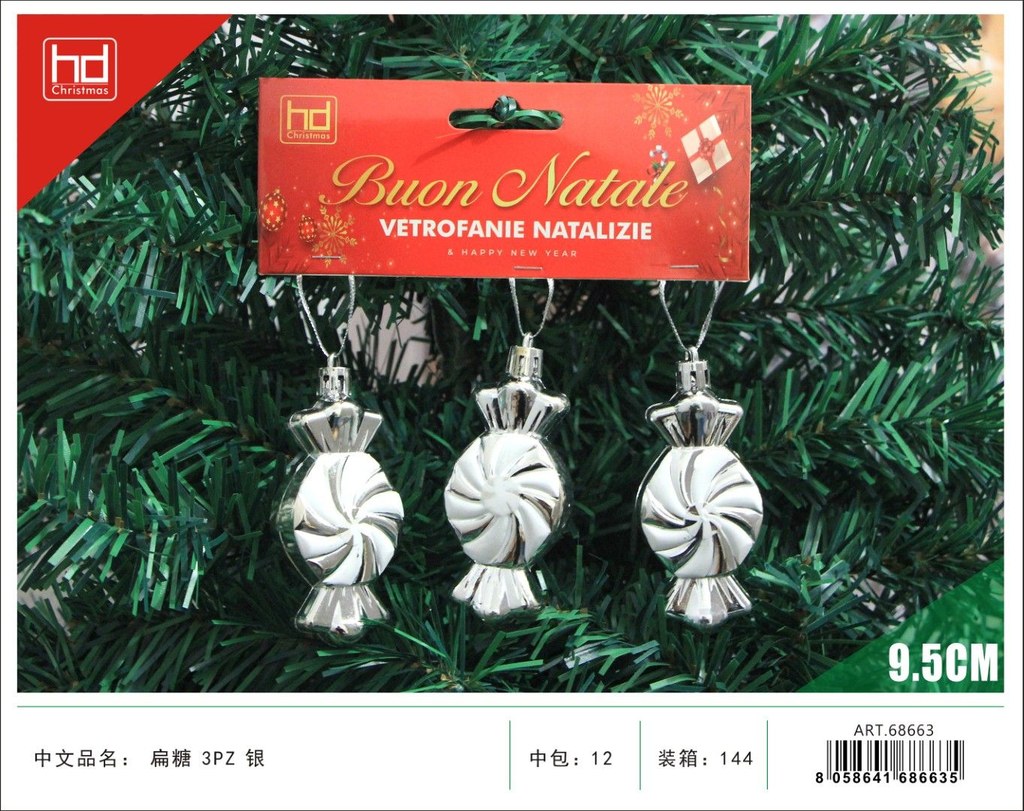 hd
Christmas
hd
Christmas
Buon Natale
VETROFANIE NATALIZIE
& HAPPY NEW YEAR
9.5CM
中文品名： 扁糖 3PZ 银
中包：12
装箱：144
ART.68663
8 058641 686635